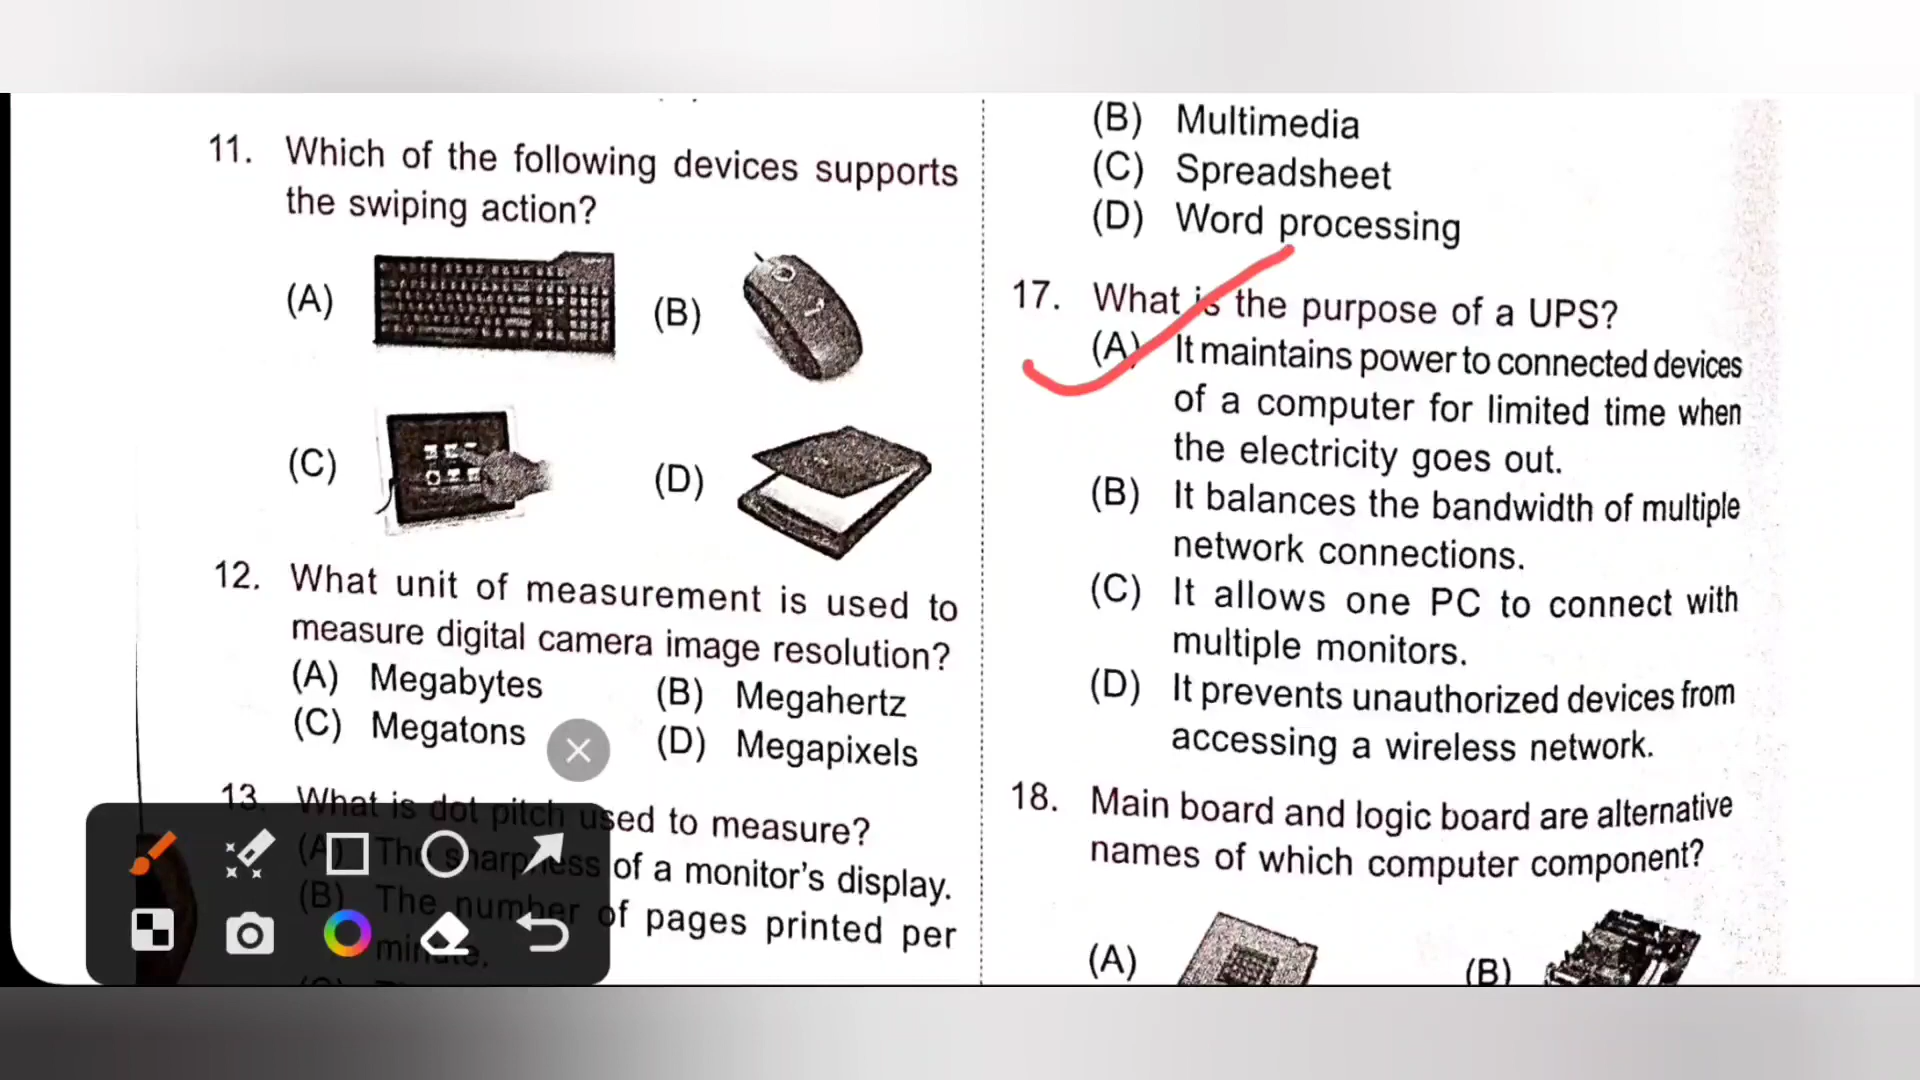 11. Which of the following devices supports
the swiping action?
(A)
(B)
(C)
(D)
12. What unit of measurement is used to
measure digital camera image resolution?
(A) Megabytes
(B) Megahertz
(C) Megatons
(D) Megapixels
13. What is dot pitch used to measure?
(A) The sharpness of a monitor's display.
(B) The number of pages printed per
minute.
(B) Multimedia
(C) Spreadsheet
(D) Word processing
17. What is the purpose of a UPS?
(A) It maintains power to connected devices
of a computer for limited time when
the electricity goes out.
(B) It balances the bandwidth of multiple
network connections.
(C) It allows one PC to connect with
multiple monitors.
(D) It prevents unauthorized devices from
accessing a wireless network.
18. Main board and logic board are alternative
names of which computer component?
(A)
(B)